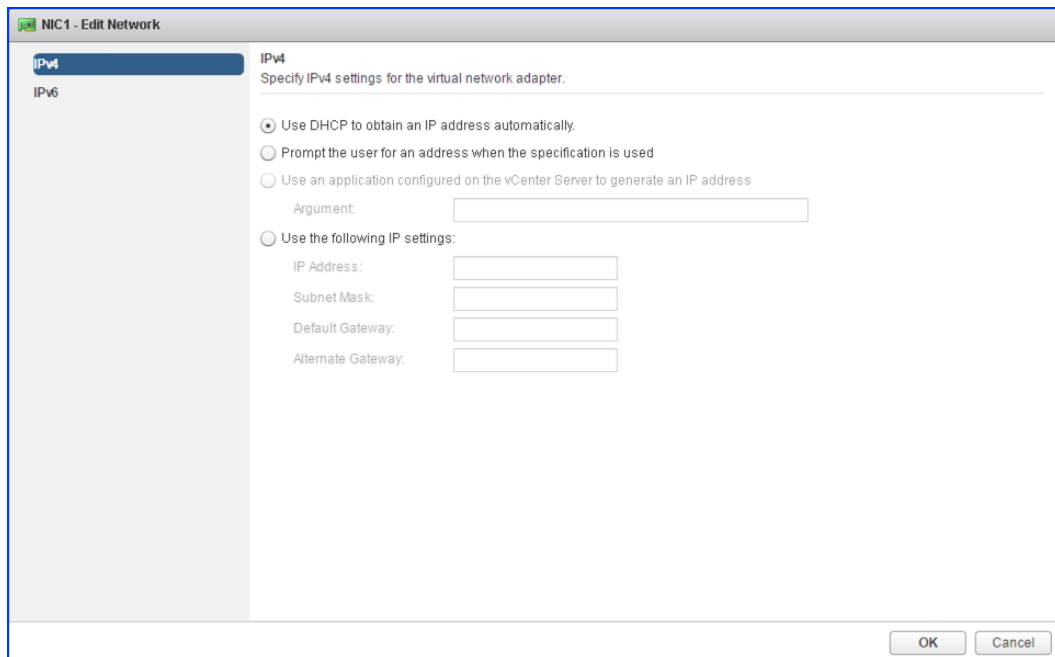 NIC1 - Edit Network
IPv4
IPv6
IPv4
Specify IPv4 settings for the virtual network adapter.
Use DHCP to obtain an IP address automatically.
Prompt the user for an address when the specification is used
Use an application configured on the vCenter Server to generate an IP address
Argument:
Use the following IP settings:
IP Address:
Subnet Mask:
Default Gateway:
Alternate Gateway:
OK Cancel